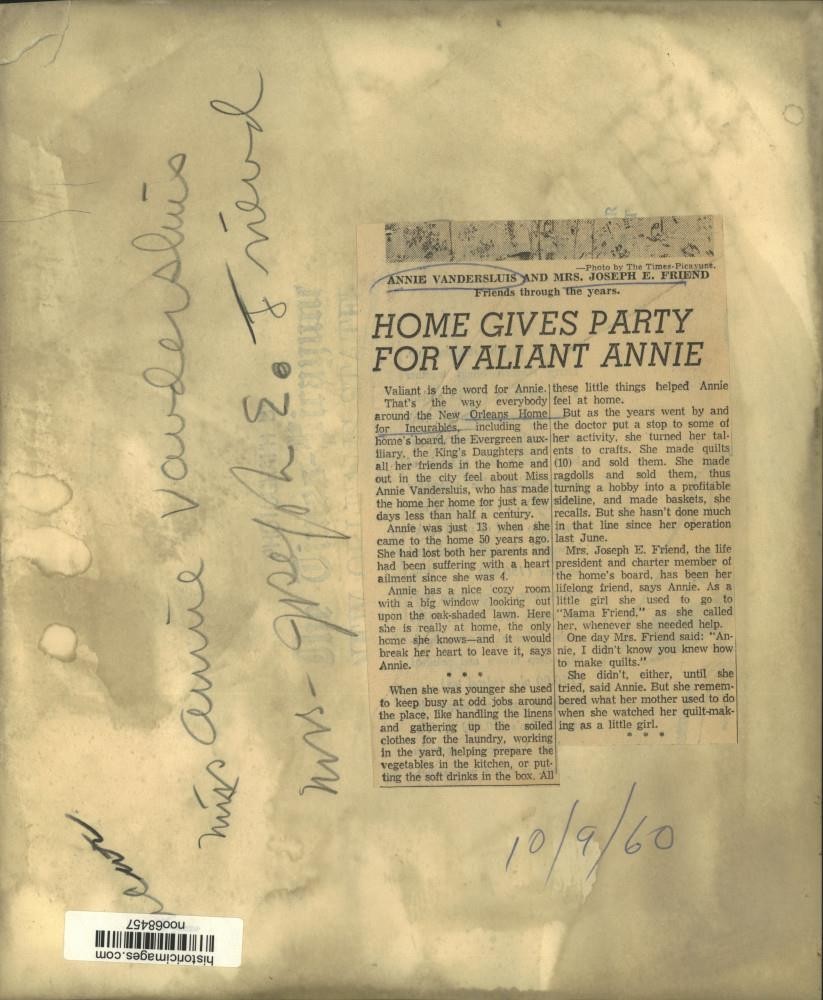 Miss Annie Vandersluis
Mrs - Joseph E. Friend
—Photo by The Times-Picayune.
ANNIE VANDERSLUIS AND MRS. JOSEPH E. FRIEND
Friends through the years.
HOME GIVES PARTY
FOR VALIANT ANNIE
Valiant is the word for Annie.
That's the way everybody
around the New Orleans Home
for Incurables, including the
home's board, the Evergreen aux-
iliary, the King's Daughters and
all her friends in the home and
out in the city feel about Miss
Annie Vandersluis, who has made
the home her home for just a few
days less than half a century.
Annie was just 13 when she
came to the home 50 years ago.
She had lost both her parents and
had been suffering with a heart
ailment since she was 4.
Annie has a nice cozy room
with a big window looking out
upon the oak-shaded lawn. Here
she is really at home, the only
home she knows—and it would
break her heart to leave it, says
Annie.
* * *
When she was younger she used
to keep busy at odd jobs around
the place, like handling the linens
and gathering up the soiled
clothes for the laundry, working
in the yard, helping prepare the
vegetables in the kitchen, or put-
ting the soft drinks in the box. All
these little things helped Annie
feel at home.
But as the years went by and
the doctor put a stop to some of
her activity, she turned her tal-
ents to crafts. She made quilts
(10) and sold them. She made
ragdolls and sold them, thus
turning a hobby into a profitable
sideline, and made baskets, she
recalls. But she hasn't done much
in that line since her operation
last June.
Mrs. Joseph E. Friend, the life
president and charter member of
the home's board, has been her
lifelong friend, says Annie. As a
little girl she used to go to
"Mama Friend," as she called
her, whenever she needed help.
One day Mrs. Friend said: "An-
nie, I didn't know you knew how
to make quilts."
She didn't, either, until she
tried, said Annie. But she remem-
bered what her mother used to do
when she watched her quilt-mak-
ing as a little girl.
* * *
10/9/60
historicimages.com
noo68457